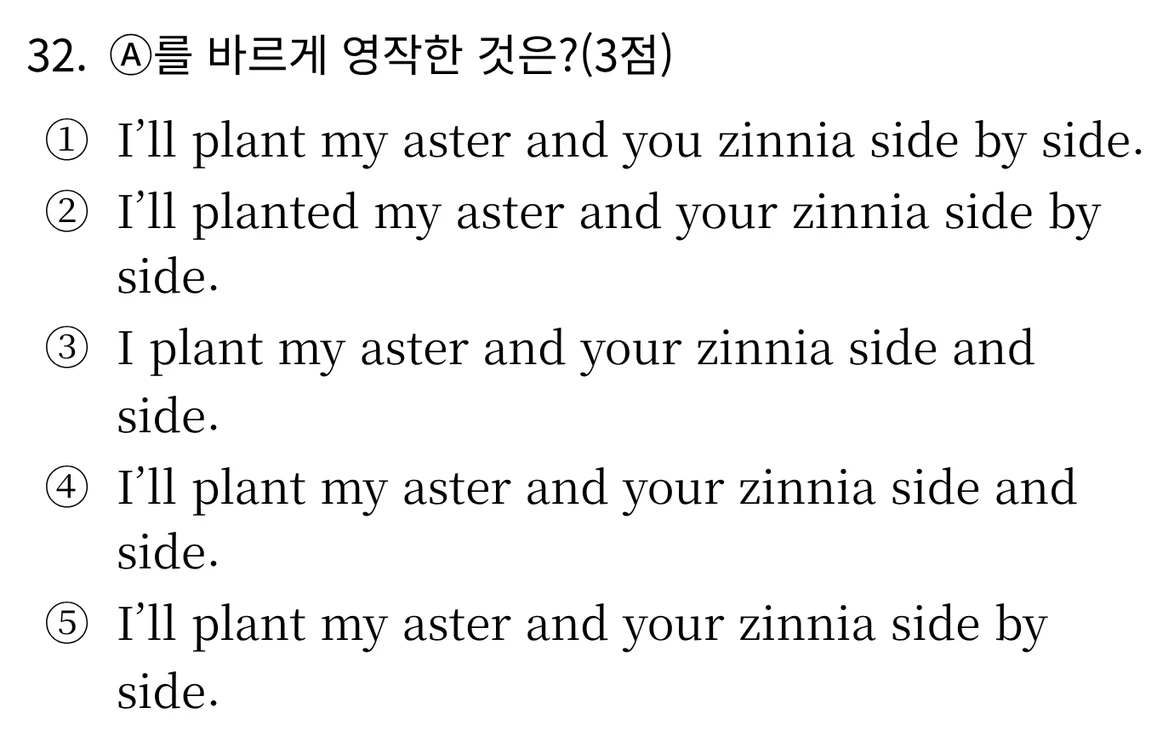 32. Ⓐ를 바르게 영작한 것은?(3점)
① I’ll plant my aster and you zinnia side by side.
② I’ll planted my aster and your zinnia side by
side.
③ I plant my aster and your zinnia side and
side.
④ I’ll plant my aster and your zinnia side and
side.
⑤ I’ll plant my aster and your zinnia side by
side.